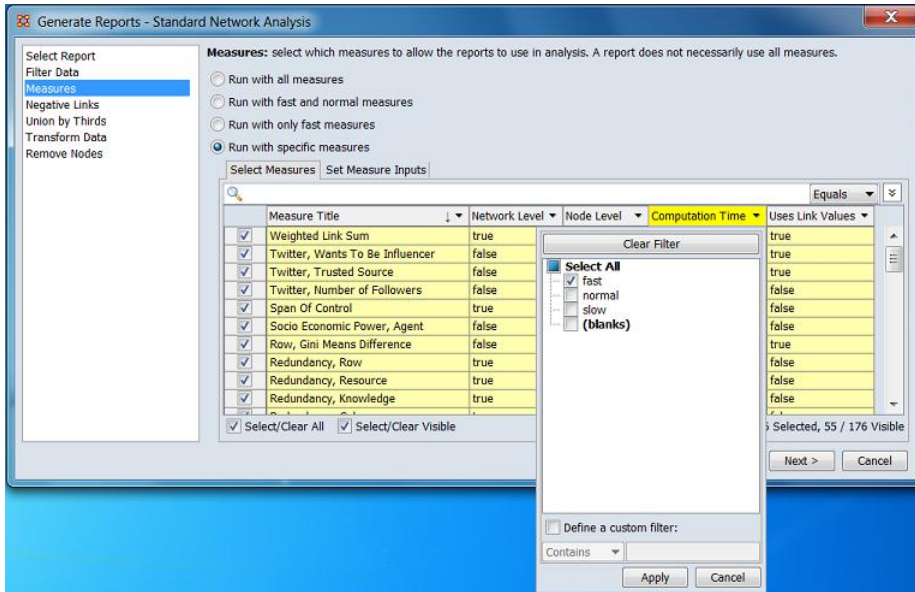 Generate Reports - Standard Network Analysis
Select Report
Filter Data
Measures
Negative Links
Union by Thirds
Transform Data
Remove Nodes
Measures: select which measures to allow the reports to use in analysis. A report does not necessarily use all measures.
Run with all measures
Run with fast and normal measures
Run with only fast measures
Run with specific measures
Select Measures Set Measure Inputs
Equals
Measure Title Network Level Node Level Computation Time Uses Link Values
Weighted Link Sum true true
Twitter, Wants To Be Influencer false true
Twitter, Trusted Source false true
Twitter, Number of Followers false false
Span Of Control true false
Socio Economic Power, Agent false false
Row, Gini Means Difference false true
Redundancy, Row true false
Redundancy, Resource true false
Redundancy, Knowledge true false
Select/Clear All Select/Clear Visible
Selected, 55 / 176 Visible
Next > Cancel
Clear Filter
Select All
fast
normal
slow
(blanks)
Define a custom filter:
Contains
Apply Cancel